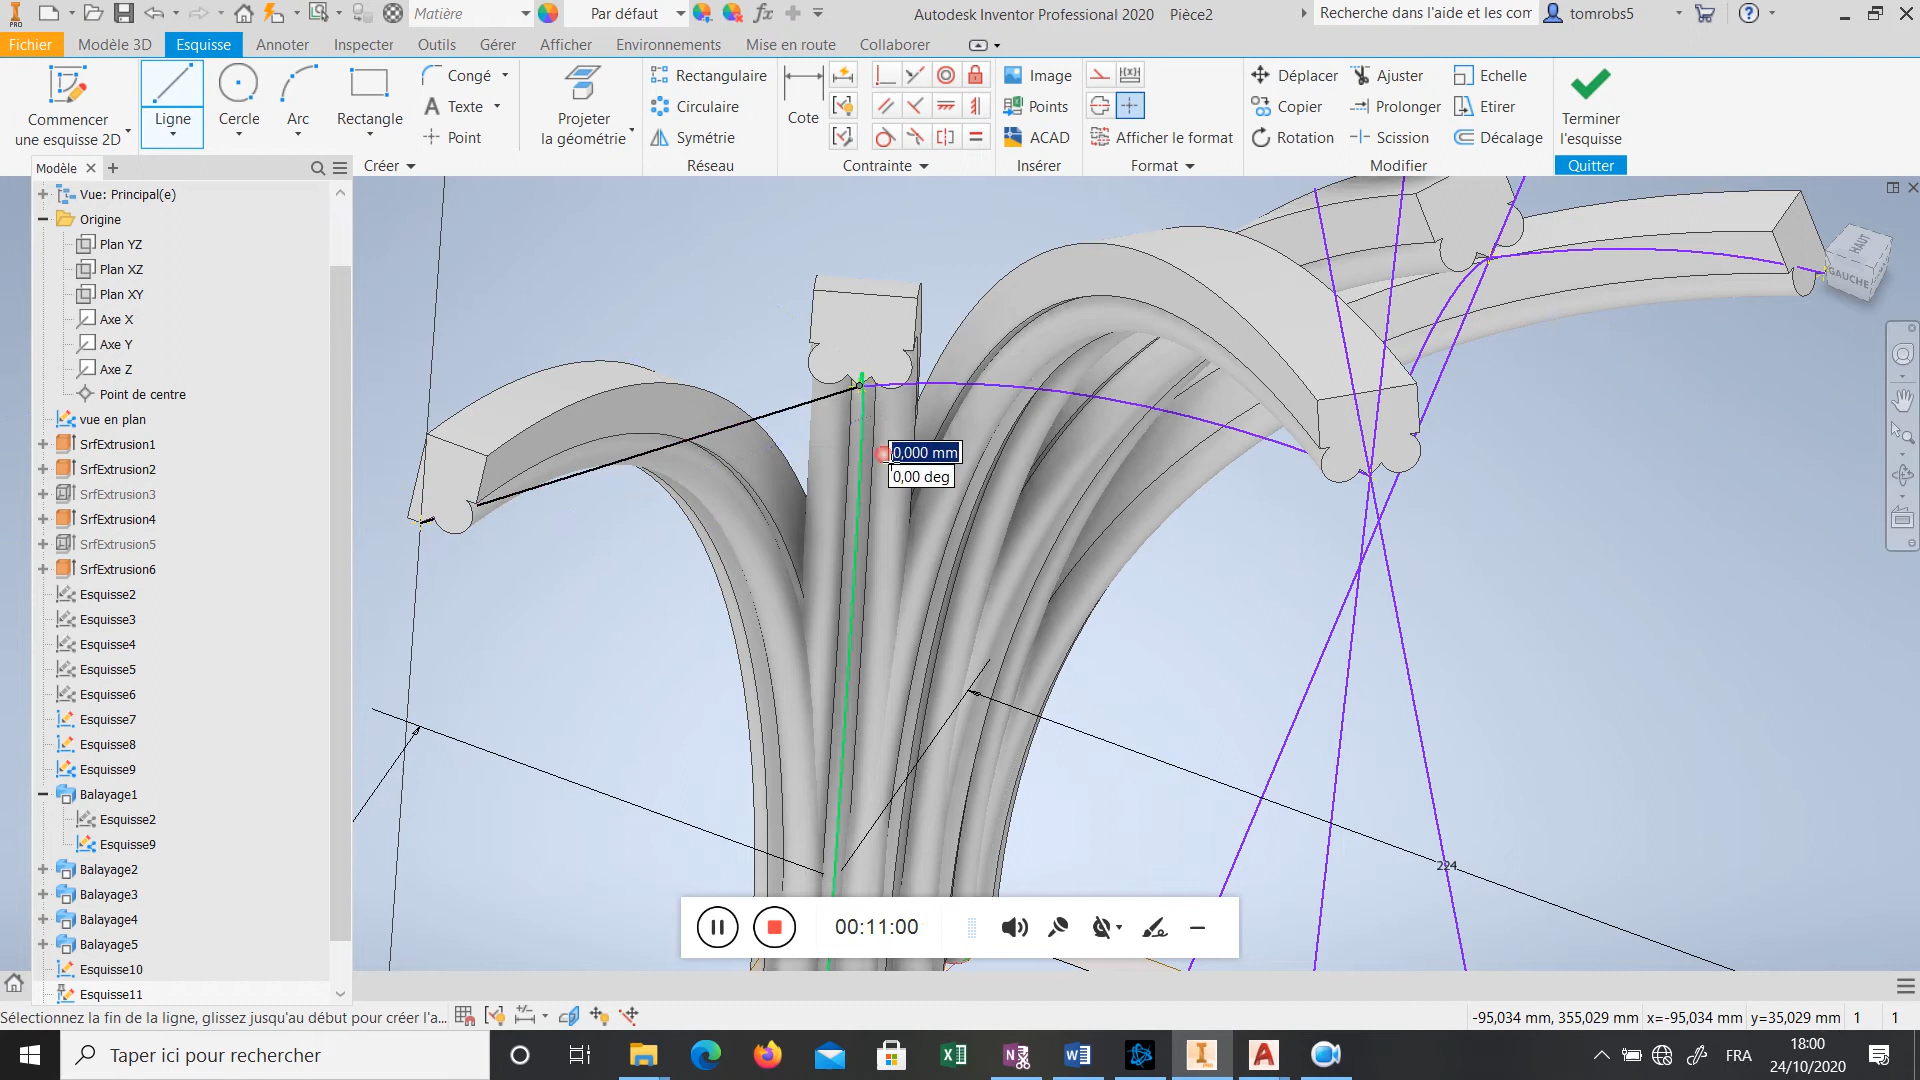 Matière
Par défaut
Autodesk Inventor Professional 2020 Pièce2
Recherche dans l'aide et les com
tomrobs5
PRO
Fichier Modèle 3D Esquisse Annoter Inspecter Outils Gérer Afficher Environnements Mise en route Collaborer
Commencer
une esquisse 2D
Ligne
Cercle
Arc
Rectangle
Congé
Texte
Point
Projeter
la géométrie
Rectangulaire
Circulaire
Symétrie
Cote
Image
Points
ACAD
Afficher le format
Déplacer
Copier
Rotation
Ajuster
Prolonger
Scission
Echelle
Etirer
Décalage
Terminer
l'esquisse
Créer
Réseau
Contrainte
Insérer
Format
Modifier
Quitter
Modèle
Vue: Principal(e)
Origine
Plan YZ
Plan XZ
Plan XY
Axe X
Axe Y
Axe Z
Point de centre
vue en plan
SrfExtrusion1
SrfExtrusion2
SrfExtrusion3
SrfExtrusion4
SrfExtrusion5
SrfExtrusion6
Esquisse2
Esquisse3
Esquisse4
Esquisse5
Esquisse6
Esquisse7
Esquisse8
Esquisse9
Balayage1
Esquisse2
Esquisse9
Balayage2
Balayage3
Balayage4
Balayage5
Esquisse10
Esquisse11
HAUT
GAUCHE
0,000 mm
0,00 deg
224
00:11:00
Sélectionnez la fin de la ligne, glissez jusqu'au début pour créer l'a...
-95,034 mm, 355,029 mm x=-95,034 mm y=35,029 mm 1 1
Taper ici pour rechercher
FRA
18:00
24/10/2020